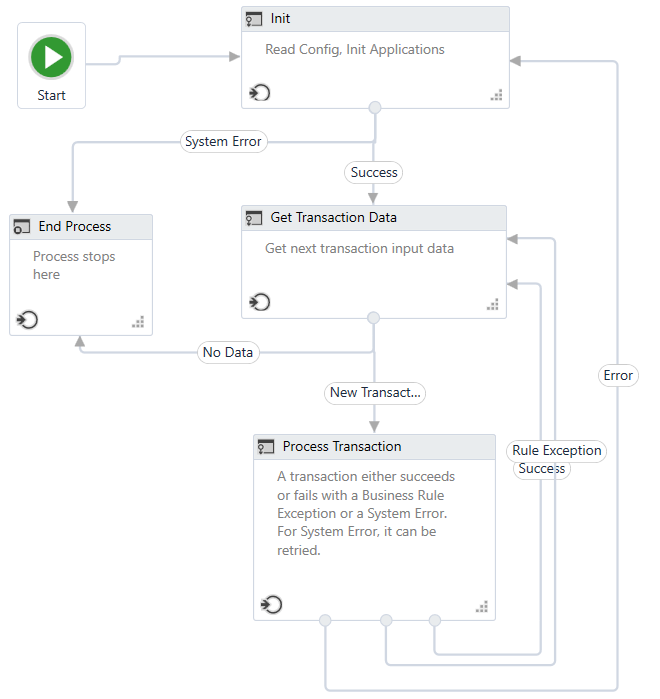 Init
Read Config, Init Applications
Start
System Error
Success
End Process
Process stops
here
Get Transaction Data
Get next transaction input data
No Data
New Transact...
Error
Process Transaction
A transaction either succeeds
or fails with a Business Rule
Exception or a System Error.
For System Error, it can be
retried.
Rule Exception
Success